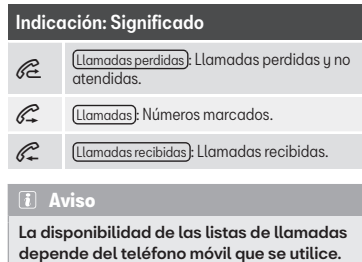 Indicación: Significado
Llamadas perdidas: Llamadas perdidas y no
atendidas.
Llamadas: Números marcados.
Llamadas recibidas: Llamadas recibidas.
i Aviso
La disponibilidad de las listas de llamadas
depende del teléfono móvil que se utilice.